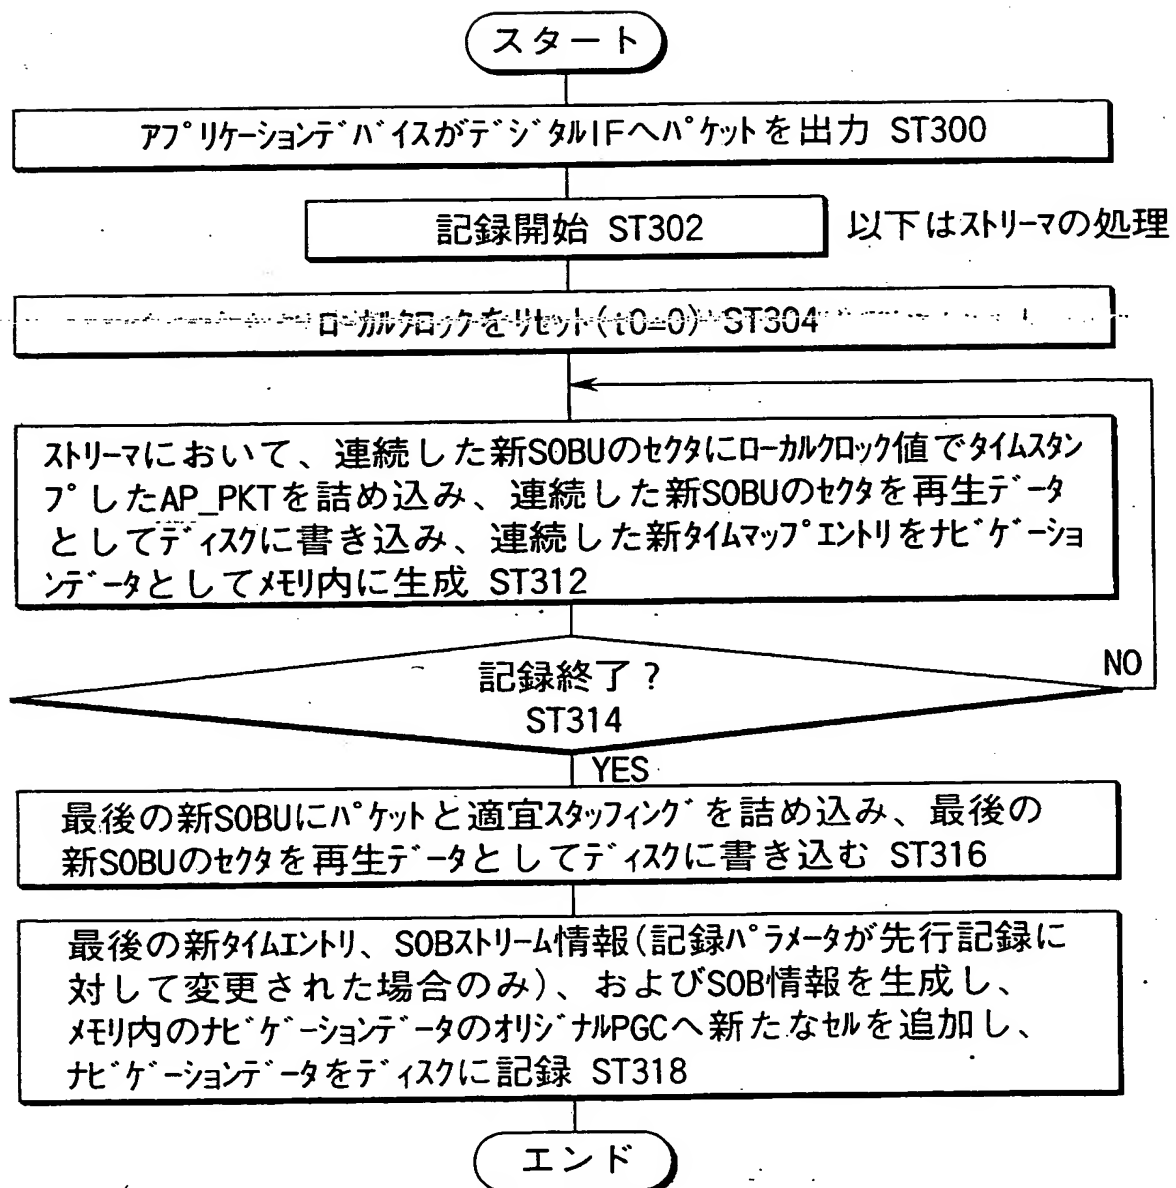 スタート
アプリケーションデバイスがデジタルIFへパケットを出力 ST300
記録開始 ST302
以下はストリーマの処理
ローカルクロックをリセット(t0=0) ST304
ストリーマにおいて、連続した新SOBUのセクタにローカルクロック値でタイムスタン
プしたAP_PKTを詰め込み、連続した新SOBUのセクタを再生データ
としてディスクに書き込み、連続した新タイムマップエントリをナビゲーショ
ンデータとしてメモリ内に生成 ST312
記録終了?
ST314
NO
YES
最後の新SOBUにパケットと適宜スタッフィングを詰め込み、最後の
新SOBUのセクタを再生データとしてディスクに書き込む ST316
最後の新タイムエントリ、SOBストリーム情報(記録パラメータが先行記録に
対して変更された場合のみ)、およびSOB情報を生成し、
メモリ内のナビゲーションデータのオリジナルPGCへ新たなセルを追加し、
ナビゲーションデータをディスクに記録 ST318
エンド